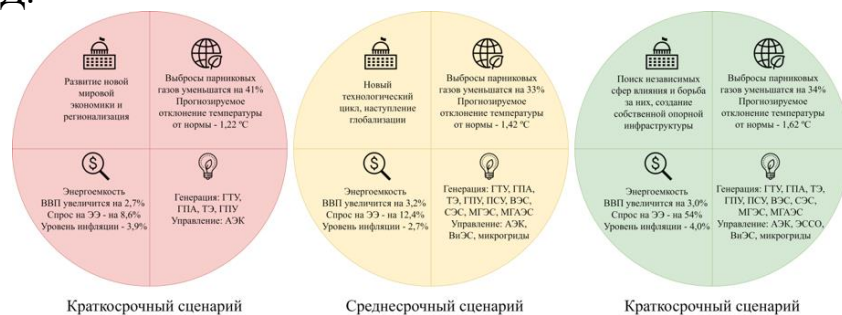 д.
Развитие новой
мировой
экономики и
регионализация
Выбросы парниковых
газов уменьшатся на 41%
Прогнозируемое
отклонение температуры
от нормы - 1,22 ºС
Энергоемкость
ВВП увеличится на 2,7%
Спрос на ЭЭ - на 8,6%
Уровень инфляции - 3,9%
Генерация: ГТУ,
ГПА, ТЭ, ГПУ
Управление: АЭК
Краткосрочный сценарий
Новый
технологический
цикл, наступление
глобализации
Выбросы парниковых
газов уменьшатся на 33%
Прогнозируемое
отклонение температуры
от нормы - 1,42 ºС
Энергоемкость
ВВП увеличится на 3,2%
Спрос на ЭЭ - на 12,4%
Уровень инфляции - 2,7%
Генерация: ГТУ, ГПА,
ТЭ, ГПУ, ПСУ, ВЭС,
СЭС, МГЭС, МГАЭС
Управление: АЭК,
ВиЭС, микрогриды
Среднесрочный сценарий
Поиск независимых
сфер влияния и борьба
за них, создание
собственной опорной
инфраструктуры
Выбросы парниковых
газов уменьшатся на 34%
Прогнозируемое
отклонение температуры
от нормы - 1,62 ºС
Энергоемкость
ВВП увеличится на 3,0%
Спрос на ЭЭ - на 54%
Уровень инфляции - 4,0%
Генерация: ГТУ, ГПА, ТЭ,
ГПУ, ПСУ, ВЭС, СЭС,
МГЭС, МГАЭС
Управление: АЭК, ЭССО,
ВиЭС, микрогриды
Краткосрочный сценарий